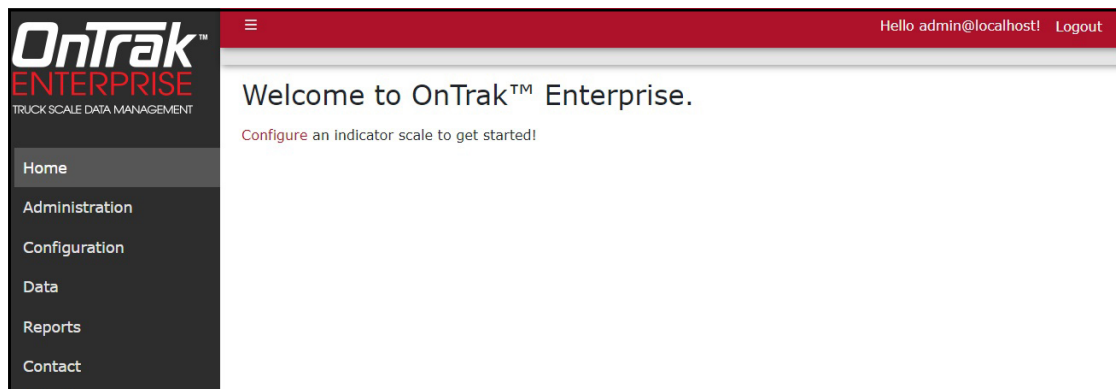 OnTrak™
ENTERPRISE
TRUCK SCALE DATA MANAGEMENT
Home
Administration
Configuration
Data
Reports
Contact
Hello admin@localhost! Logout
Welcome to OnTrak™ Enterprise.
Configure an indicator scale to get started!